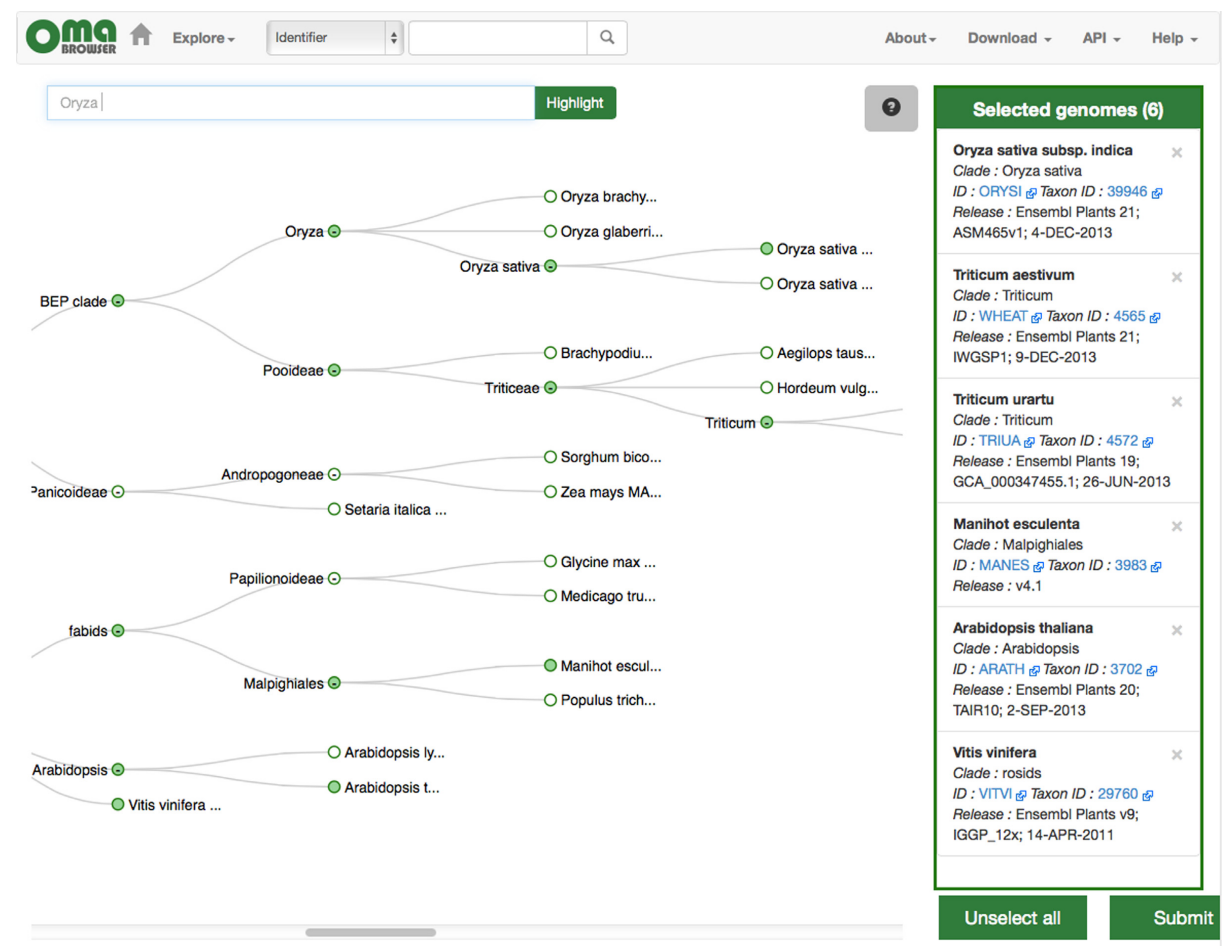 oma BROWSER Explore Identifier About Download API Help
Oryza Highlight ?
Selected genomes (6)
Oryza sativa subsp. indica ×
Clade : Oryza sativa
ID : ORYSI Taxon ID : 39946
Release : Ensembl Plants 21;
ASM465v1; 4-DEC-2013
Triticum aestivum ×
Clade : Triticum
ID : WHEAT Taxon ID : 4565
Release : Ensembl Plants 21;
IWGSP1; 9-DEC-2013
Triticum urartu ×
Clade : Triticum
ID : TRIUA Taxon ID : 4572
Release : Ensembl Plants 19;
GCA_000347455.1; 26-JUN-2013
Manihot esculenta ×
Clade : Malpighiales
ID : MANES Taxon ID : 3983
Release : v4.1
Arabidopsis thaliana ×
Clade : Arabidopsis
ID : ARATH Taxon ID : 3702
Release : Ensembl Plants 20;
TAIR10; 2-SEP-2013
Vitis vinifera ×
Clade : rosids
ID : VITVI Taxon ID : 29760
Release : Ensembl Plants v9;
IGGP_12x; 14-APR-2011
Unselect all Submit
Oryza brachy...
Oryza Oryza glaberri...
Oryza sativa ...
Oryza sativa
Oryza sativa ...
BEP clade
Brachypodiu... Aegilops taus...
Pooideae
Triticeae Hordeum vulg...
Triticum
Sorghum bico...
Andropogoneae
Panicoideae Zea mays MA...
Setaria italica ...
Glycine max ...
Papilionoideae
Medicago tru...
fabids
Manihot escul...
Malpighiales
Populus trich...
Arabidopsis ly...
Arabidopsis
Arabidopsis t...
Vitis vinifera ...